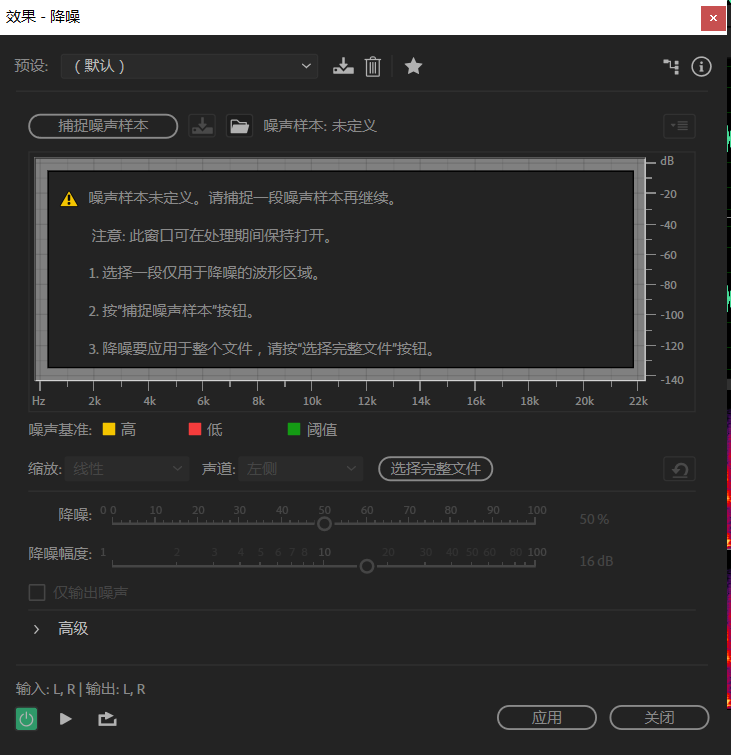 效果 - 降噪
预设: （默认）
捕捉噪声样本 噪声样本: 未定义
dB
噪声样本未定义。请捕捉一段噪声样本再继续。
-20
注意: 此窗口可在处理期间保持打开。
-40
-60
1. 选择一段仅用于降噪的波形区域。
-80
2. 按"捕捉噪声样本"按钮。
-100
3. 降噪要应用于整个文件，请按"选择完整文件"按钮。
-120
-140
Hz 2k 4k 6k 8k 10k 12k 14k 16k 18k 20k 22k
噪声基准: 高 低 阈值
缩放: 线性 声道: 左侧 选择完整文件
降噪: 0 0 10 20 30 40 50 60 70 80 90 100 50 %
降噪幅度: 1 2 3 4 5 6 7 8 10 20 30 40 50 60 80 100 16 dB
仅输出噪声
高级
输入: L, R | 输出: L, R
应用 关闭